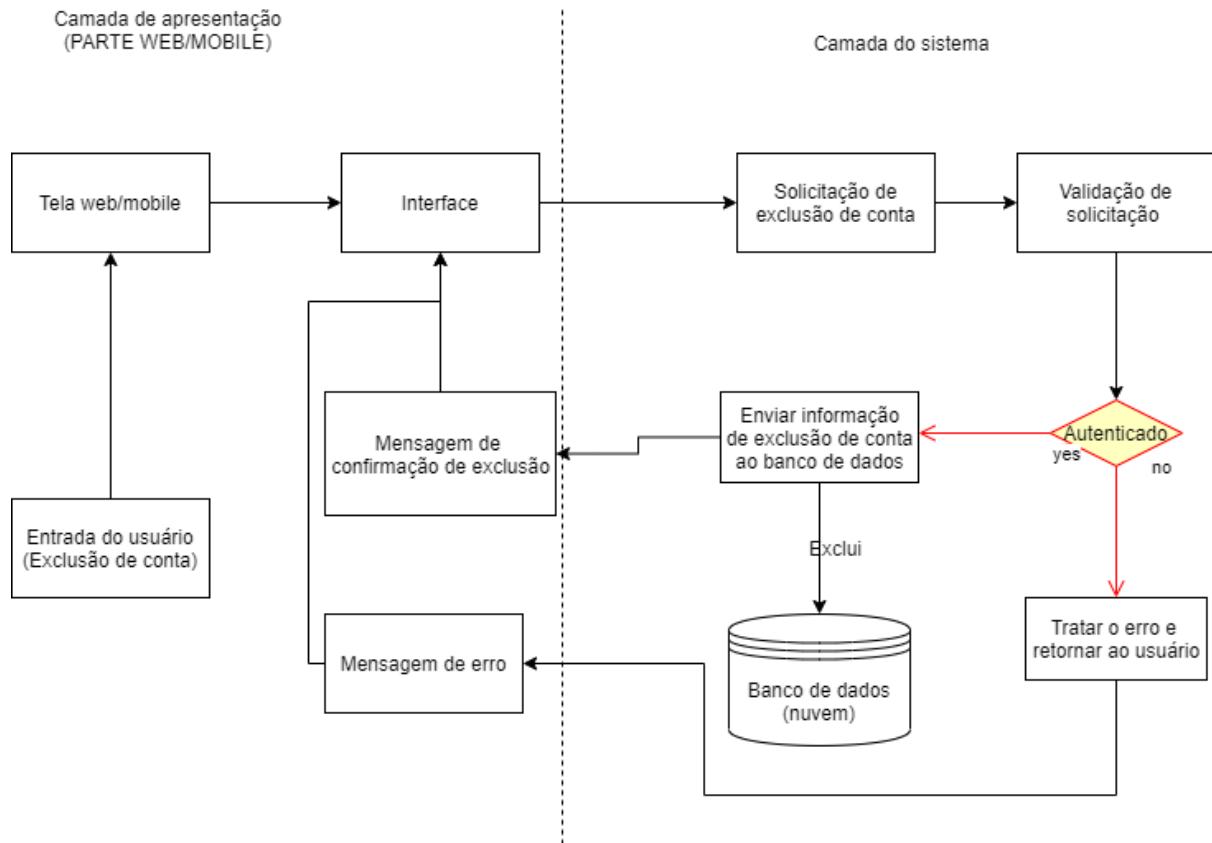 Camada de apresentação
(PARTE WEB/MOBILE)
Camada do sistema
Tela web/mobile
Interface
Solicitação de
exclusão de conta
Validação de
solicitação
Enviar informação
de exclusão de conta
ao banco de dados
Autenticado
yes
no
Mensagem de
confirmação de exclusão
Entrada do usuário
(Exclusão de conta)
Exclui
Tratar o erro e
retornar ao usuário
Mensagem de erro
Banco de dados
(nuvem)